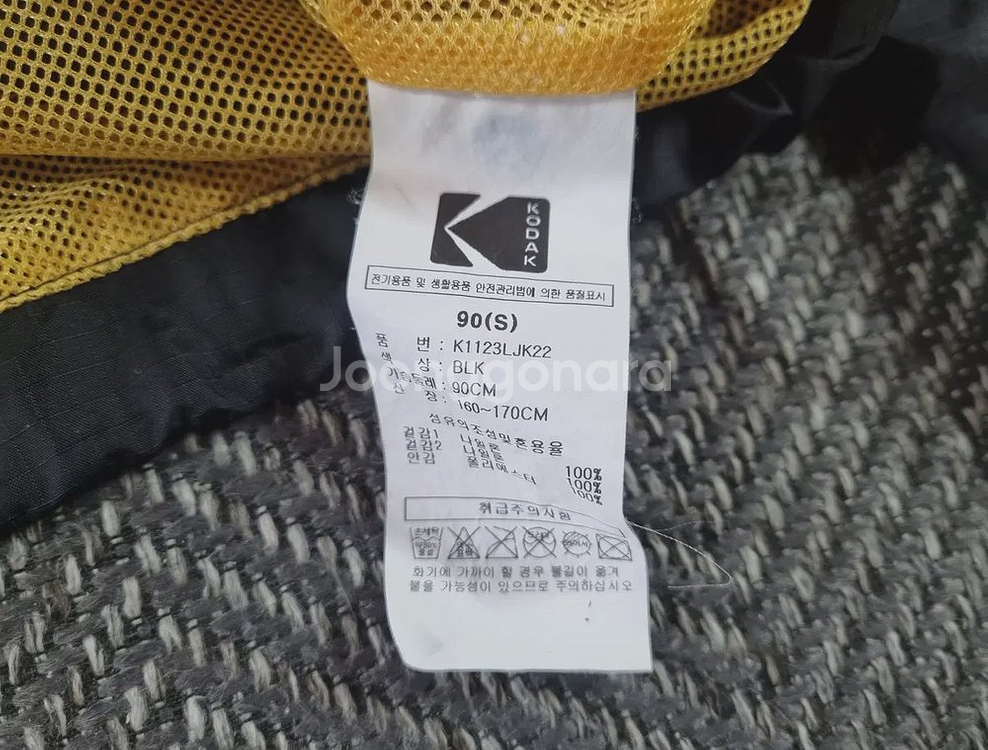 KODAK
전기용품 및 생활용품 안전관리법에 의한 품질표시
90(S)
품 번 : K1123LJK22
색 상 : BLK
가슴둘레 : 90CM
신 장 : 160~170CM
섬유의조성및혼용율
겉감1 나일론 100%
겉감2 나일론 100%
안감 폴리에스터 100%
취급주의사항
손세탁
화기에 가까이 할 경우 불길이 옮겨
붙을 가능성이 있으므로 주의하십시오
Joonggonara